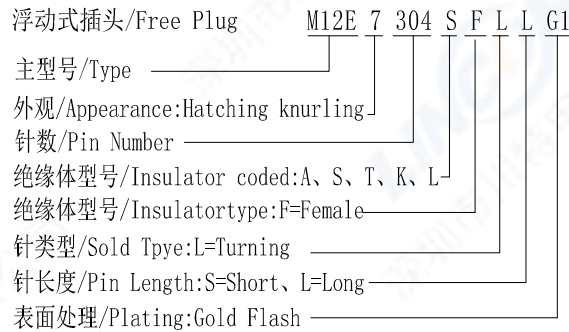 浮动式插头/Free Plug M12E 7 304 S F L L G1
主型号/Type
外观/Appearance:Hatching knurling
针数/Pin Number
绝缘体型号/Insulator coded:A、S、T、K、L
绝缘体型号/Insulatortype:F=Female
针类型/Sold Tpye:L=Turning
针长度/Pin Length:S=Short、L=Long
表面处理/Plating:Gold Flash